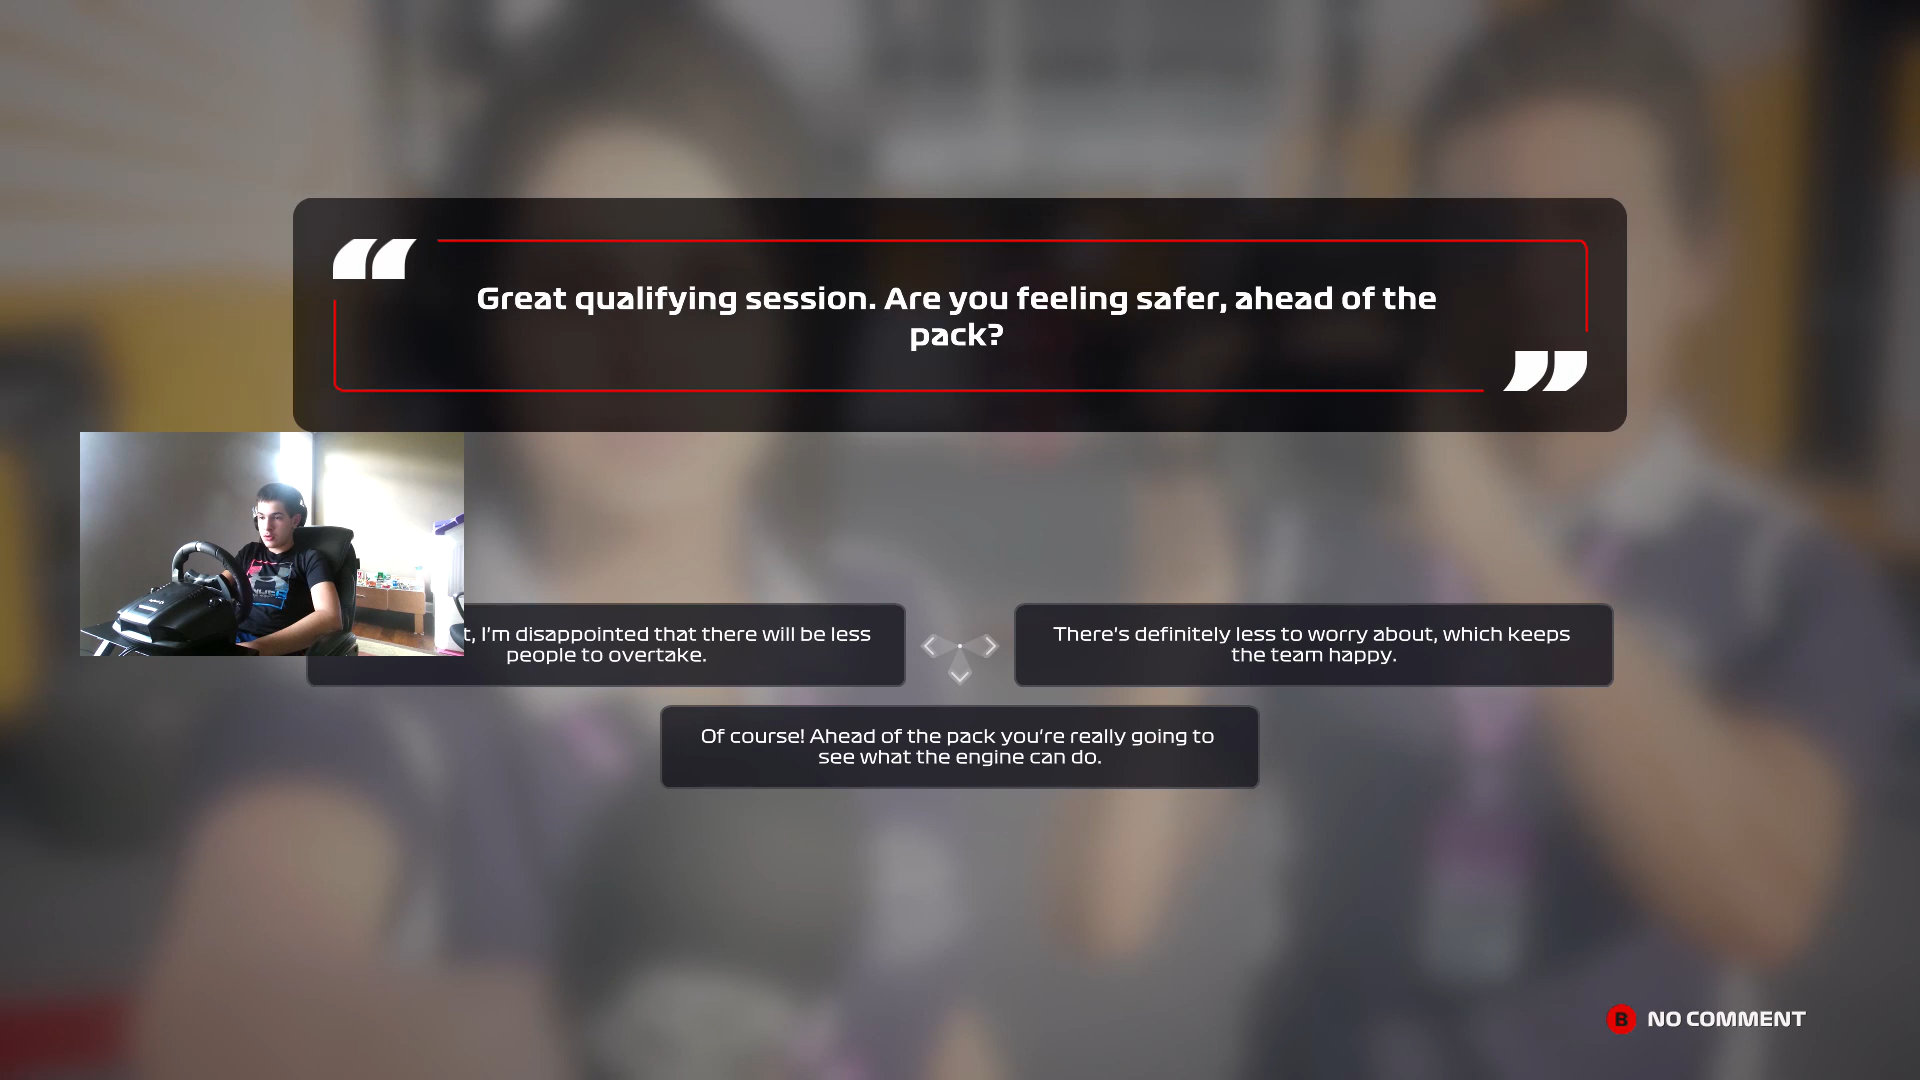 Great qualifying session. Are you feeling safer, ahead of the
pack?
I'm disappointed that there will be less
people to overtake.
There's definitely less to worry about, which keeps
the team happy.
Of course! Ahead of the pack you're really going to
see what the engine can do.
B NO COMMENT